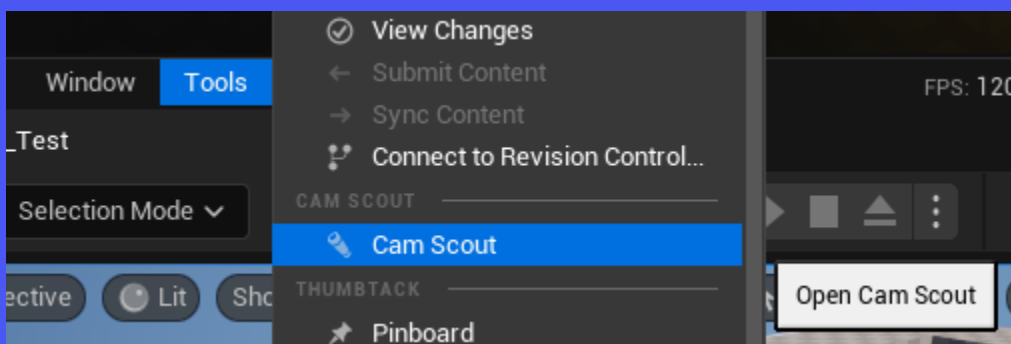 View Changes
Window
Tools
Submit Content
FPS: 120
Sync Content
_Test
Connect to Revision Control...
CAM SCOUT
Selection Mode
Cam Scout
THUMBTACK
ective
Lit
Sho
Open Cam Scout
Pinboard